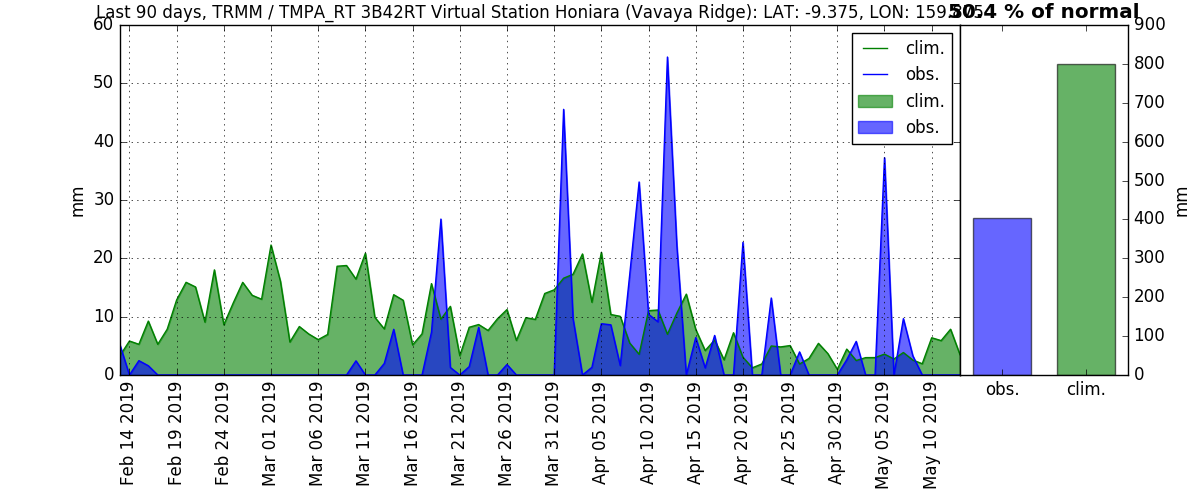 Last 90 days, TRMM / TMPA_RT 3B42RT Virtual Station Honiara (Vavaya Ridge): LAT: -9.375, LON:
50.4 % of normal
60
50
40
30
20
10
0
mm
clim.
obs.
clim.
obs.
900
800
700
600
500
400
300
200
100
0
mm
obs.
clim.
Feb 14 2019
Feb 19 2019
Feb 24 2019
Mar 01 2019
Mar 06 2019
Mar 11 2019
Mar 16 2019
Mar 21 2019
Mar 26 2019
Mar 31 2019
Apr 05 2019
Apr 10 2019
Apr 15 2019
Apr 20 2019
Apr 25 2019
Apr 30 2019
May 05 2019
May 10 2019